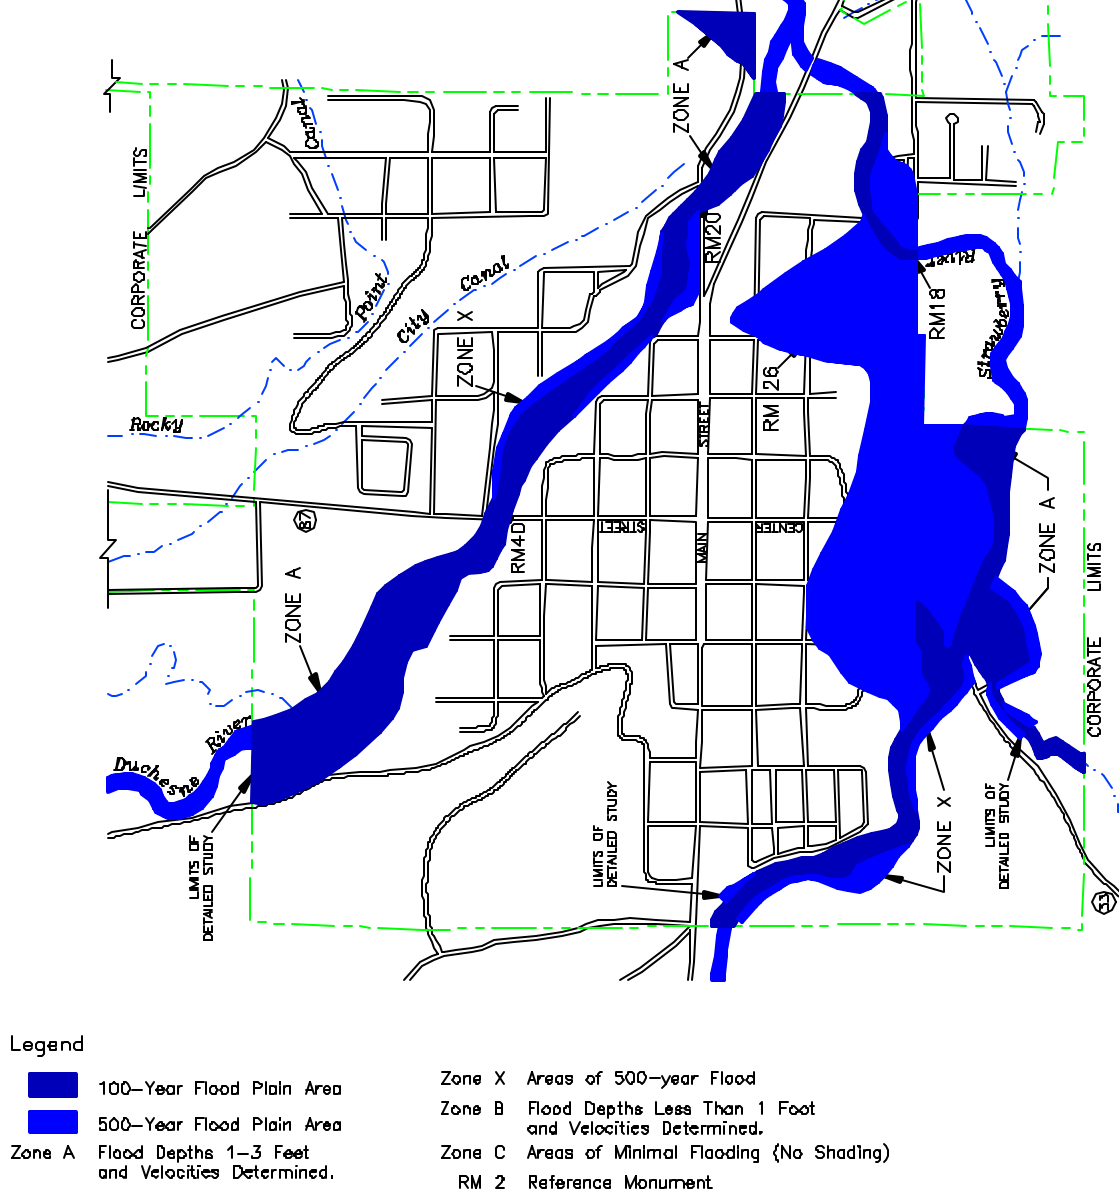 ZONE A
CORPORATE LIMITS
Canal
RM20
River
Point
City Canal
ZONE X
RM18
Strawberry
RM 26
STREET
Rocky
87
RM40
STREET
MAIN
CENTER
ZONE A
ZONE A
CORPORATE LIMITS
Duchesne River
LIMITS OF
DETAILED STUDY
LIMITS OF
DETAILED STUDY
ZONE X
LIMITS OF
DETAILED STUDY
33
Legend
100-Year Flood Plain Area
500-Year Flood Plain Area
Zone A Flood Depths 1-3 Feet
and Velocities Determined.
Zone X Areas of 500-year Flood
Zone B Flood Depths Less Than 1 Foot
and Velocities Determined.
Zone C Areas of Minimal Flooding (No Shading)
RM 2 Reference Monument